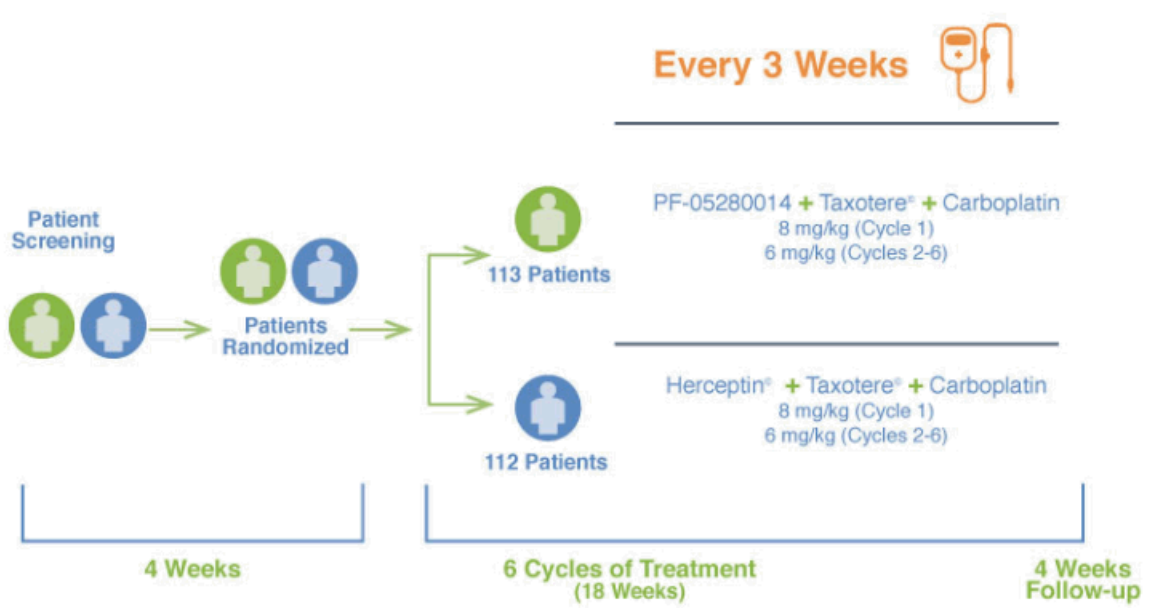 Every 3 Weeks
Patient
Screening
Patients
Randomized
113 Patients
PF-05280014 + Taxotere® + Carboplatin
8 mg/kg (Cycle 1)
6 mg/kg (Cycles 2-6)
112 Patients
Herceptin® + Taxotere® + Carboplatin
8 mg/kg (Cycle 1)
6 mg/kg (Cycles 2-6)
4 Weeks
6 Cycles of Treatment
(18 Weeks)
4 Weeks
Follow-up